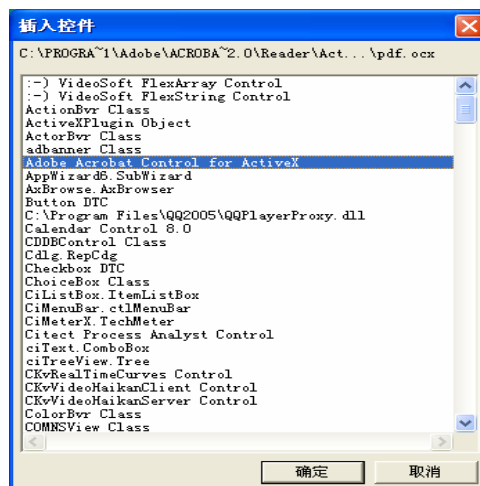 插入控件
C:\PROGRA~1\Adobe\ACROBA~2.0\Reader\Act...\pdf.ocx
:-) VideoSoft FlexArray Control
:-) VideoSoft FlexString Control
ActionBvr Class
ActiveXPlugin Object
ActorBvr Class
adbanner Class
Adobe Acrobat Control for ActiveX
AppWizard6.SubWizard
AxBrowse.AxBrowser
Button DTC
C:\Program Files\QQ2005\QQPlayerProxy.dll
Calendar Control 8.0
CDDBControl Class
Cdlg.RepCdg
Checkbox DTC
ChoiceBox Class
CiListBox.ItemListBox
CiMenuBar.ctlMenuBar
CiMeterX.TechMeter
Citect Process Analyst Control
ciText.ComboBox
ciTreeView.Tree
CKvRealTimeCurves Control
CKvVideoHaikanClient Control
CKvVideoHaikanServer Control
ColorBvr Class
COMNSView Class
确定 取消